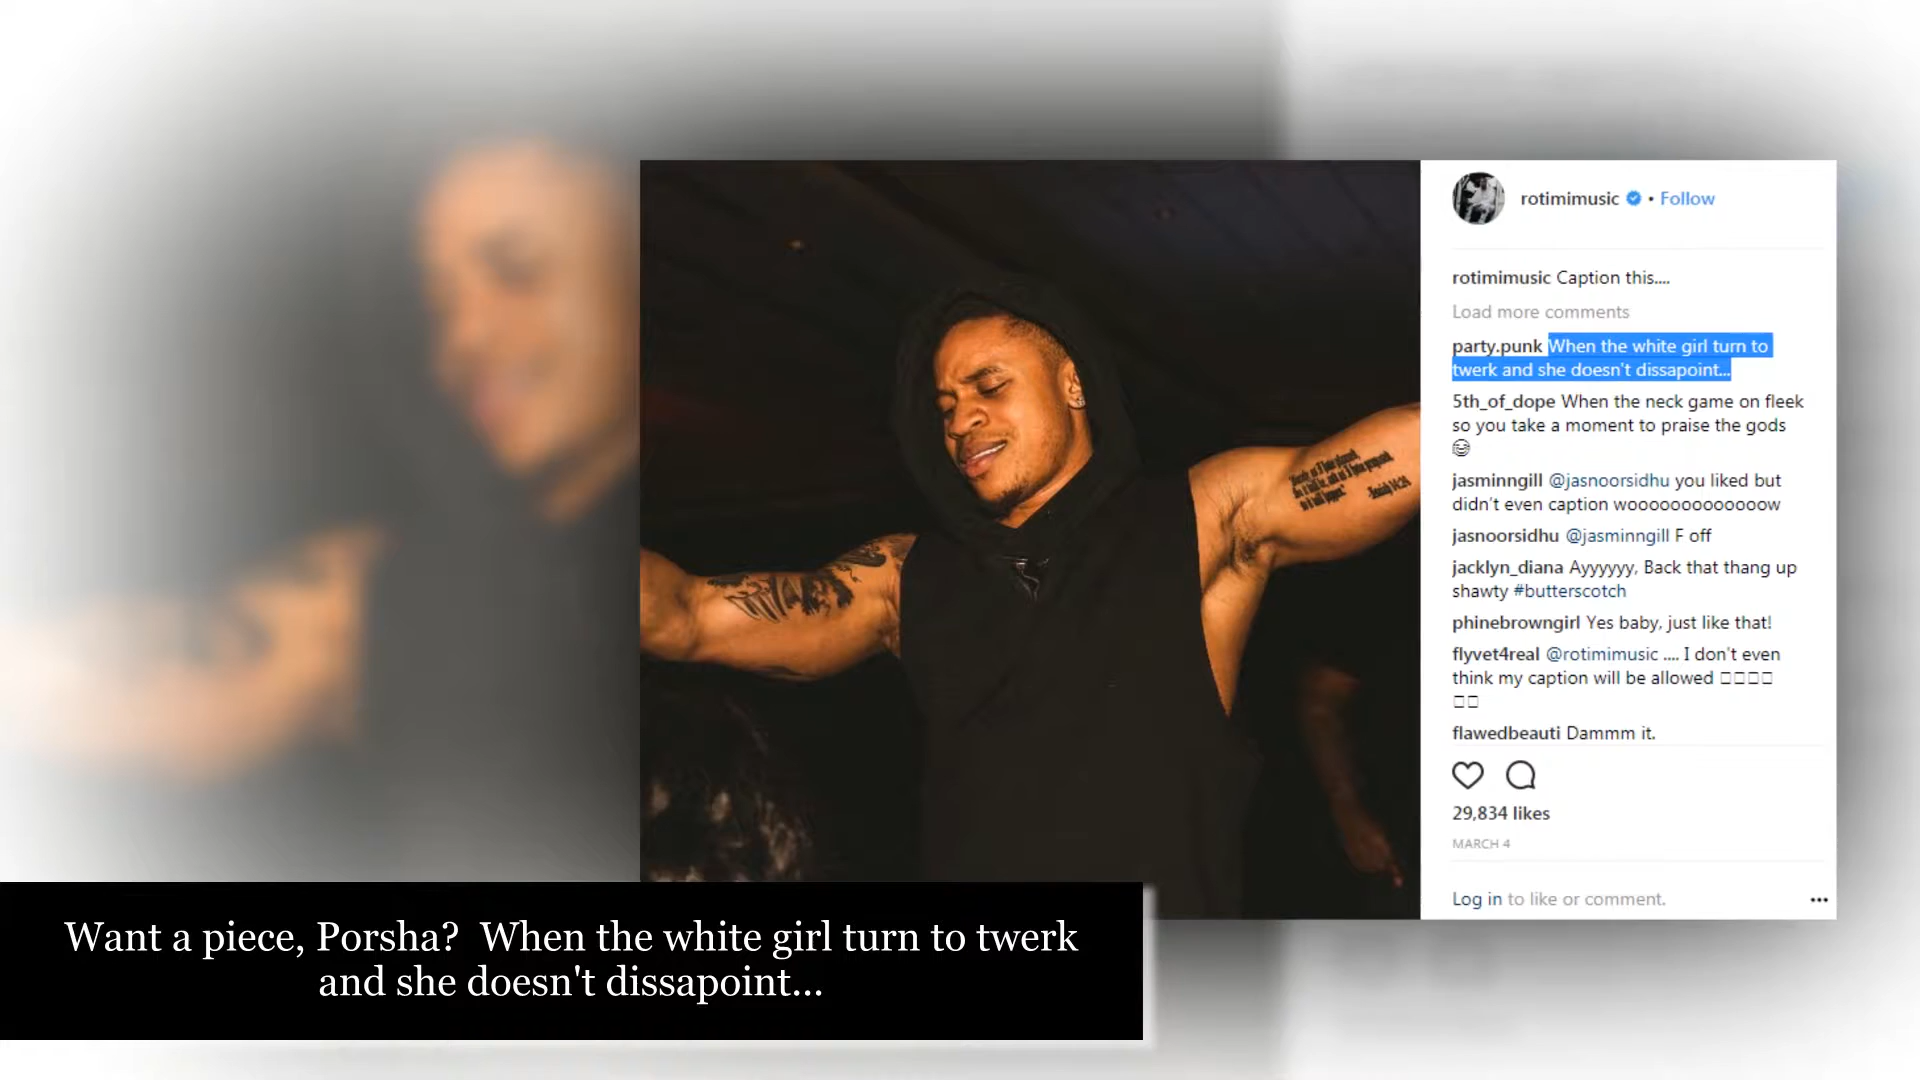 rotimimusic • Follow
rotimimusic Caption this....
Load more comments
party.punk When the white girl turn to
twerk and she doesn't dissapoint...
5th_of_dope When the neck game on fleek
so you take a moment to praise the gods
😂
jasminngill @jasnoorsidhu you liked but
didn't even caption woooooooooooow
jasnoorsidhu @jasminngill F off
jacklyn_diana Ayyyyyy, Back that thang up
shawty #butterscotch
phinebrowngirl Yes baby, just like that!
flyvet4real @rotimimusic .... I don't even
think my caption will be allowed □□□□
□□
flawedbeauti Dammm it.
29,834 likes
MARCH 4
Log in to like or comment.
Want a piece, Porsha? When the white girl turn to twerk
and she doesn't dissapoint...